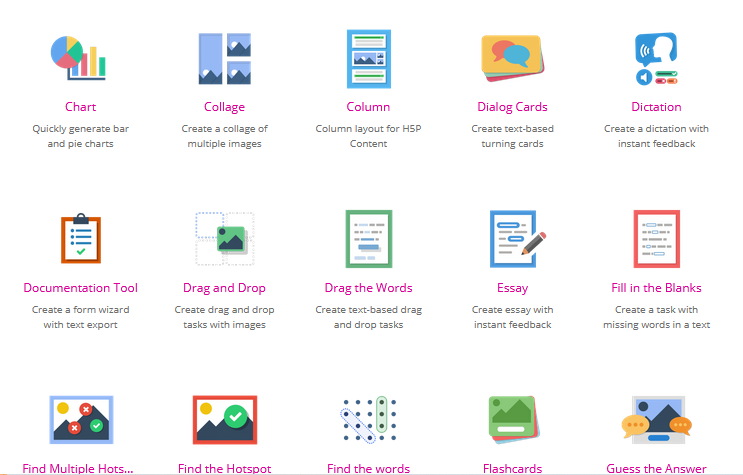 Chart
Collage
Column
Dialog Cards
Dictation
Quickly generate bar
and pie charts
Create a collage of
multiple images
Column layout for H5P
Content
Create text-based
turning cards
Create a dictation with
instant feedback
Documentation Tool
Drag and Drop
Drag the Words
Essay
Fill in the Blanks
Create a form wizard
with text export
Create drag and drop
tasks with images
Create text-based drag
and drop tasks
Create essay with
instant feedback
Create a task with
missing words in a text
Find Multiple Hots...
Find the Hotspot
Find the words
Flashcards
Guess the Answer